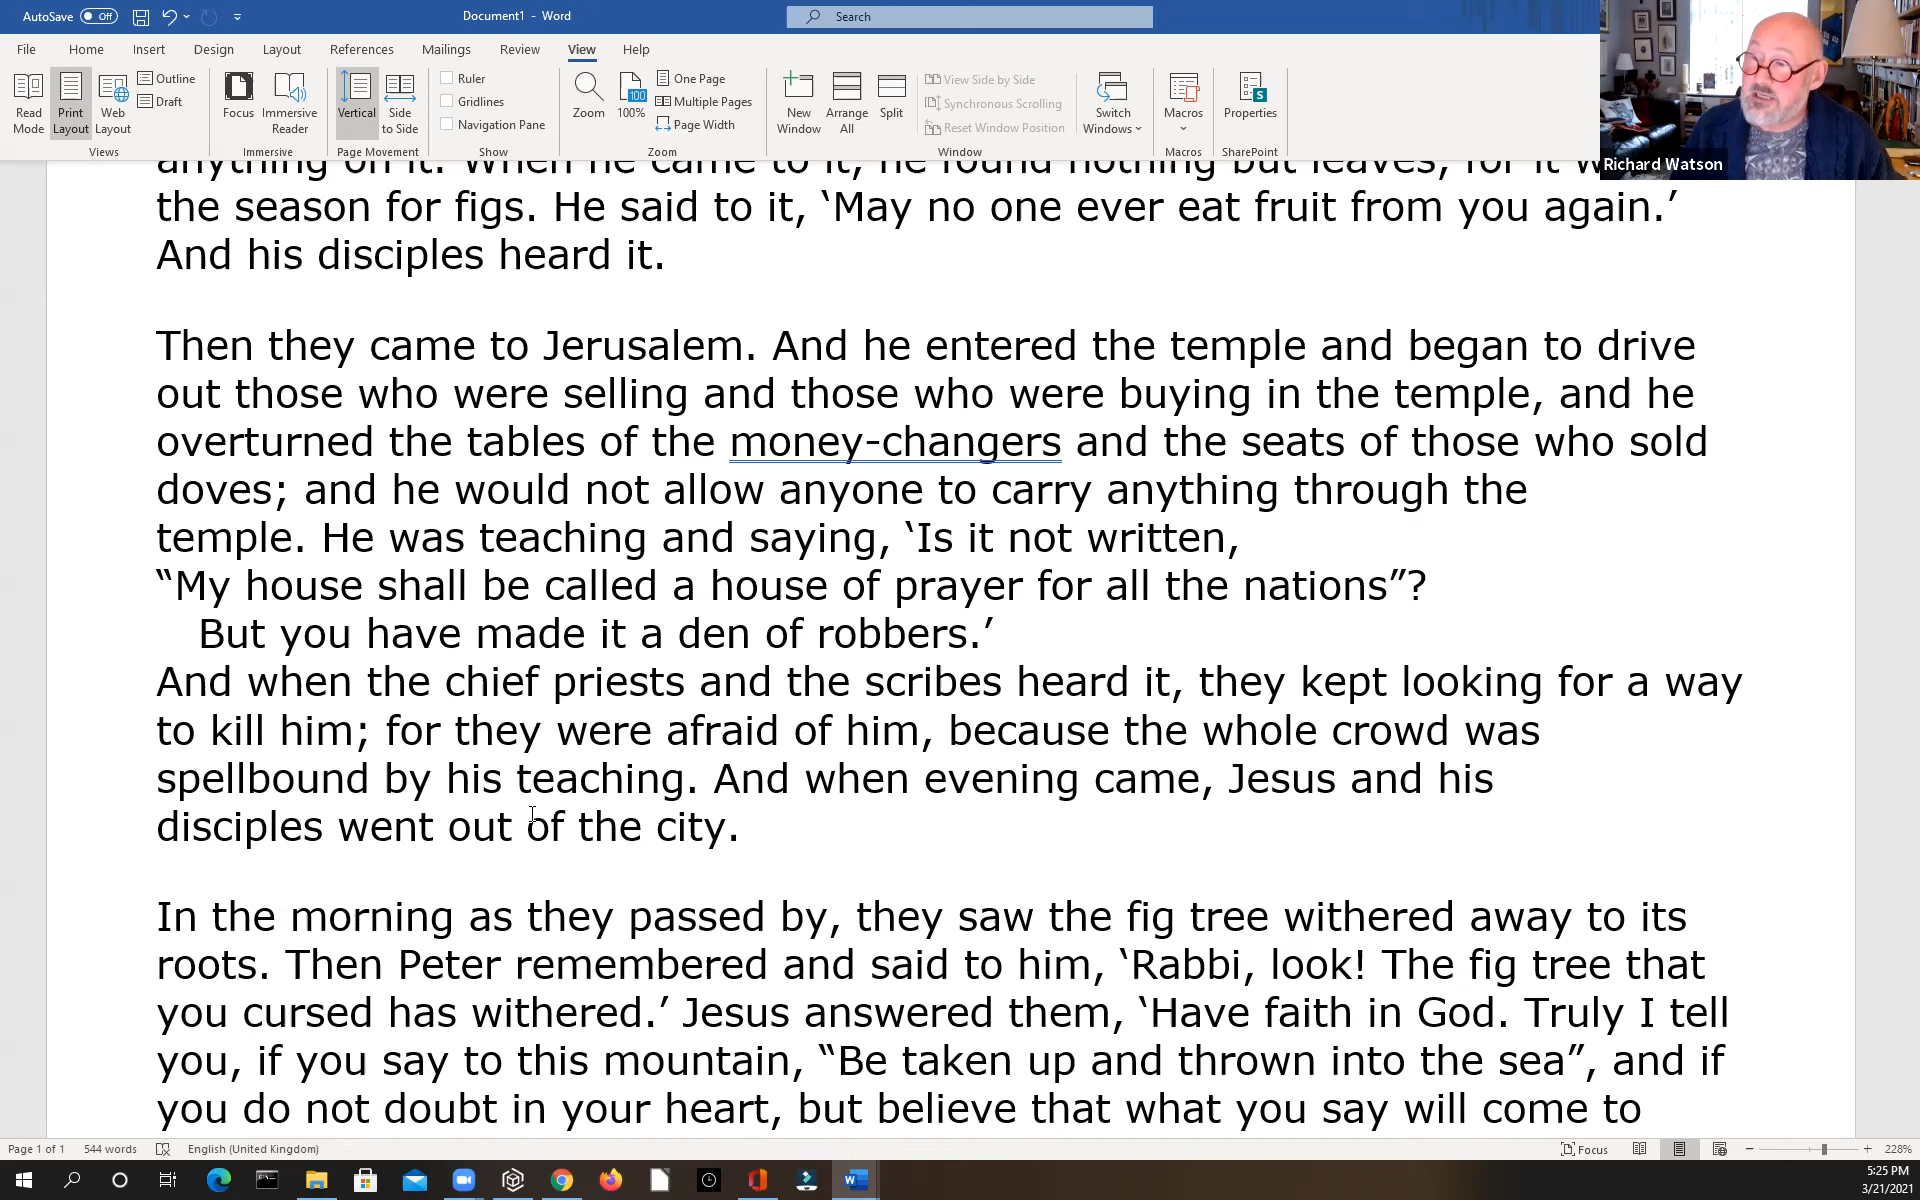 AutoSave Off Document1 - Word Search
File Home Insert Design Layout References Mailings Review View Help
Read Mode
Print Layout
Web Layout
Outline
Draft
Views
Focus
Immersive Reader
Immersive
Vertical
Side to Side
Page Movement
Ruler
Gridlines
Navigation Pane
Show
Zoom
100
100%
One Page
Multiple Pages
Page Width
Zoom
New Window
Arrange All
Split
View Side by Side
Synchronous Scrolling
Reset Window Position
Switch Windows
Window
Macros
Macros
Properties
SharePoint
Richard Watson
anything on it. When he came to it, he found nothing but leaves, for it w
the season for figs. He said to it, ‘May no one ever eat fruit from you again.’
And his disciples heard it.
Then they came to Jerusalem. And he entered the temple and began to drive
out those who were selling and those who were buying in the temple, and he
overturned the tables of the money-changers and the seats of those who sold
doves; and he would not allow anyone to carry anything through the
temple. He was teaching and saying, ‘Is it not written,
“My house shall be called a house of prayer for all the nations”?
But you have made it a den of robbers.’
And when the chief priests and the scribes heard it, they kept looking for a way
to kill him; for they were afraid of him, because the whole crowd was
spellbound by his teaching. And when evening came, Jesus and his
disciples went out of the city.
In the morning as they passed by, they saw the fig tree withered away to its
roots. Then Peter remembered and said to him, ‘Rabbi, look! The fig tree that
you cursed has withered.’ Jesus answered them, ‘Have faith in God. Truly I tell
you, if you say to this mountain, “Be taken up and thrown into the sea”, and if
you do not doubt in your heart, but believe that what you say will come to
Page 1 of 1 544 words English (United Kingdom) Focus 228%
5:25 PM
3/21/2021